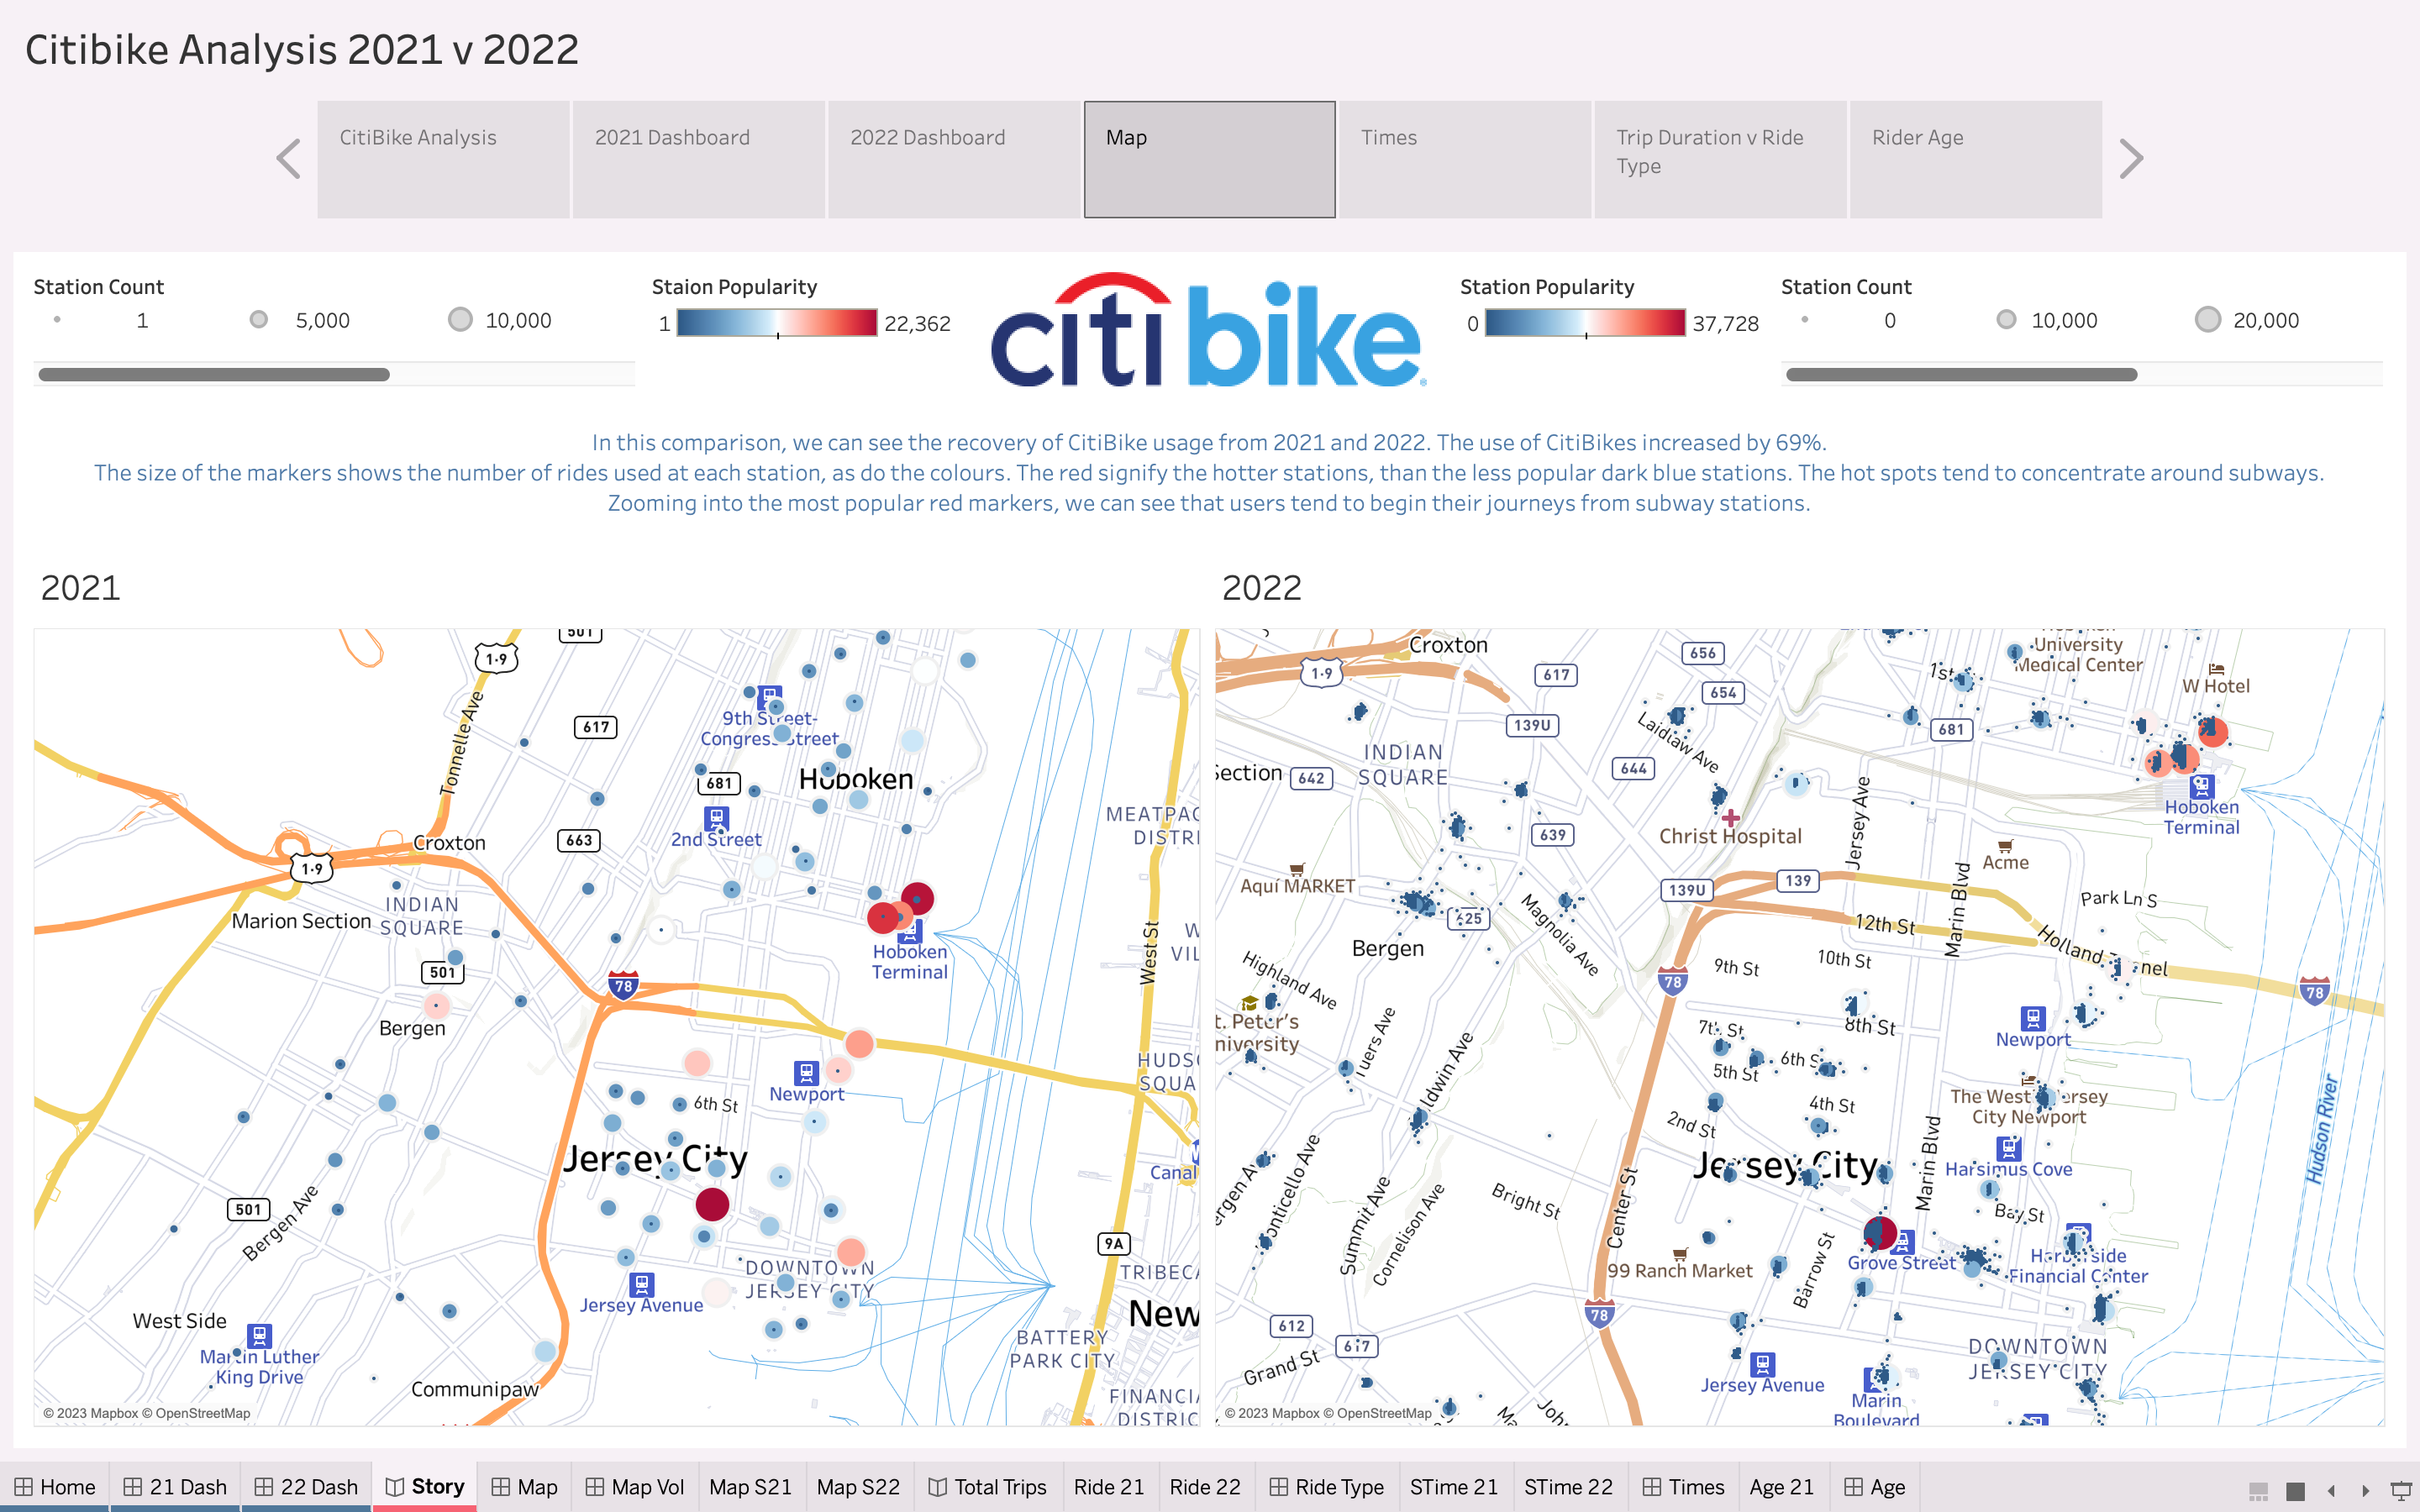 Citibike Analysis 2021 v 2022
CitiBike Analysis
2021 Dashboard
2022 Dashboard
Map
Times
Trip Duration v Ride
Type
Rider Age
Station Count
1
5,000
10,000
Staion Popularity
1
22,362
citi bike
Station Popularity
0
37,728
Station Count
0
10,000
20,000
In this comparison, we can see the recovery of CitiBike usage from 2021 and 2022. The use of CitiBikes increased by 69%.
The size of the markers shows the number of rides used at each station, as do the colours. The red signify the hotter stations, than the less popular dark blue stations. The hot spots tend to concentrate around subways.
Zooming into the most popular red markers, we can see that users tend to begin their journeys from subway stations.
2021
501
1·9
Tonnelle Ave
617
9th Street-
Congress Street
681
Hoboken
663
2nd Street
Croxton
1·9
INDIAN
SQUARE
Marion Section
501
Bergen
78
Hoboken
Terminal
MEATPAC
DISTRI
West St
W
VIL
HUDSO
SQUA
Newport
6th St
Jersey City
Canal
501
Bergen Ave
9A
DOWNTOWN
JERSEY CITY
TRIBECA
Jersey Avenue
New
West Side
Martin Luther
King Drive
BATTERY
PARK CITY
Communipaw
FINANCIA
DISTRIC
© 2023 Mapbox © OpenStreetMap
2022
Croxton
1·9
617
656
654
139U
Laidlaw Ave
1st
University
Medical Center
W Hotel
681
INDIAN
SQUARE
Section
642
644
Hoboken
Terminal
639
Christ Hospital
Jersey Ave
Acme
Aquí MARKET
139U
139
625
Magnolia Ave
12th St
Marin Blvd
Park Ln S
Bergen
Highland Ave
9th St
10th St
78
78
8th St
7th St
Newport
6th S
5th St
The West Jersey
City Newport
4th St
2nd St
Tuers Ave
Marin Blvd
Harsimus Cove
Jersey City
Hudson River
Summit Ave
Cornelison Ave
Bright St
Center St
Bay St
Barrow St
Grove Street
Harborside
Financial Center
99 Ranch Market
78
612
617
Grand St
DOWNTOWN
JERSEY CITY
Jersey Avenue
Marin
Boulevard
© 2023 Mapbox © OpenStreetMap
Home
21 Dash
22 Dash
Story
Map
Map Vol
Map S21
Map S22
Total Trips
Ride 21
Ride 22
Ride Type
STime 21
STime 22
Times
Age 21
Age